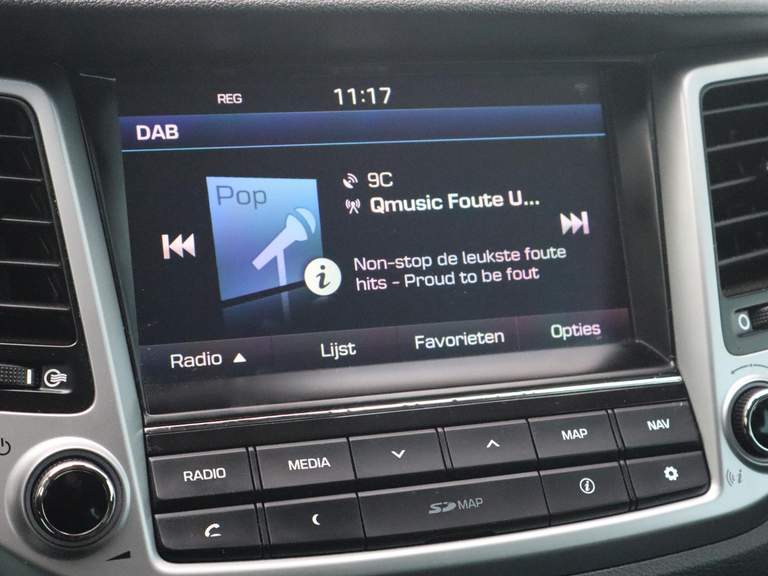 REG 11:17
DAB
Pop
9C
Qmusic Foute U...
i
Non-stop de leukste foute
hits - Proud to be fout
Radio ▲ Lijst Favorieten Opties
RADIO MEDIA MAP NAV
SD MAP i
i